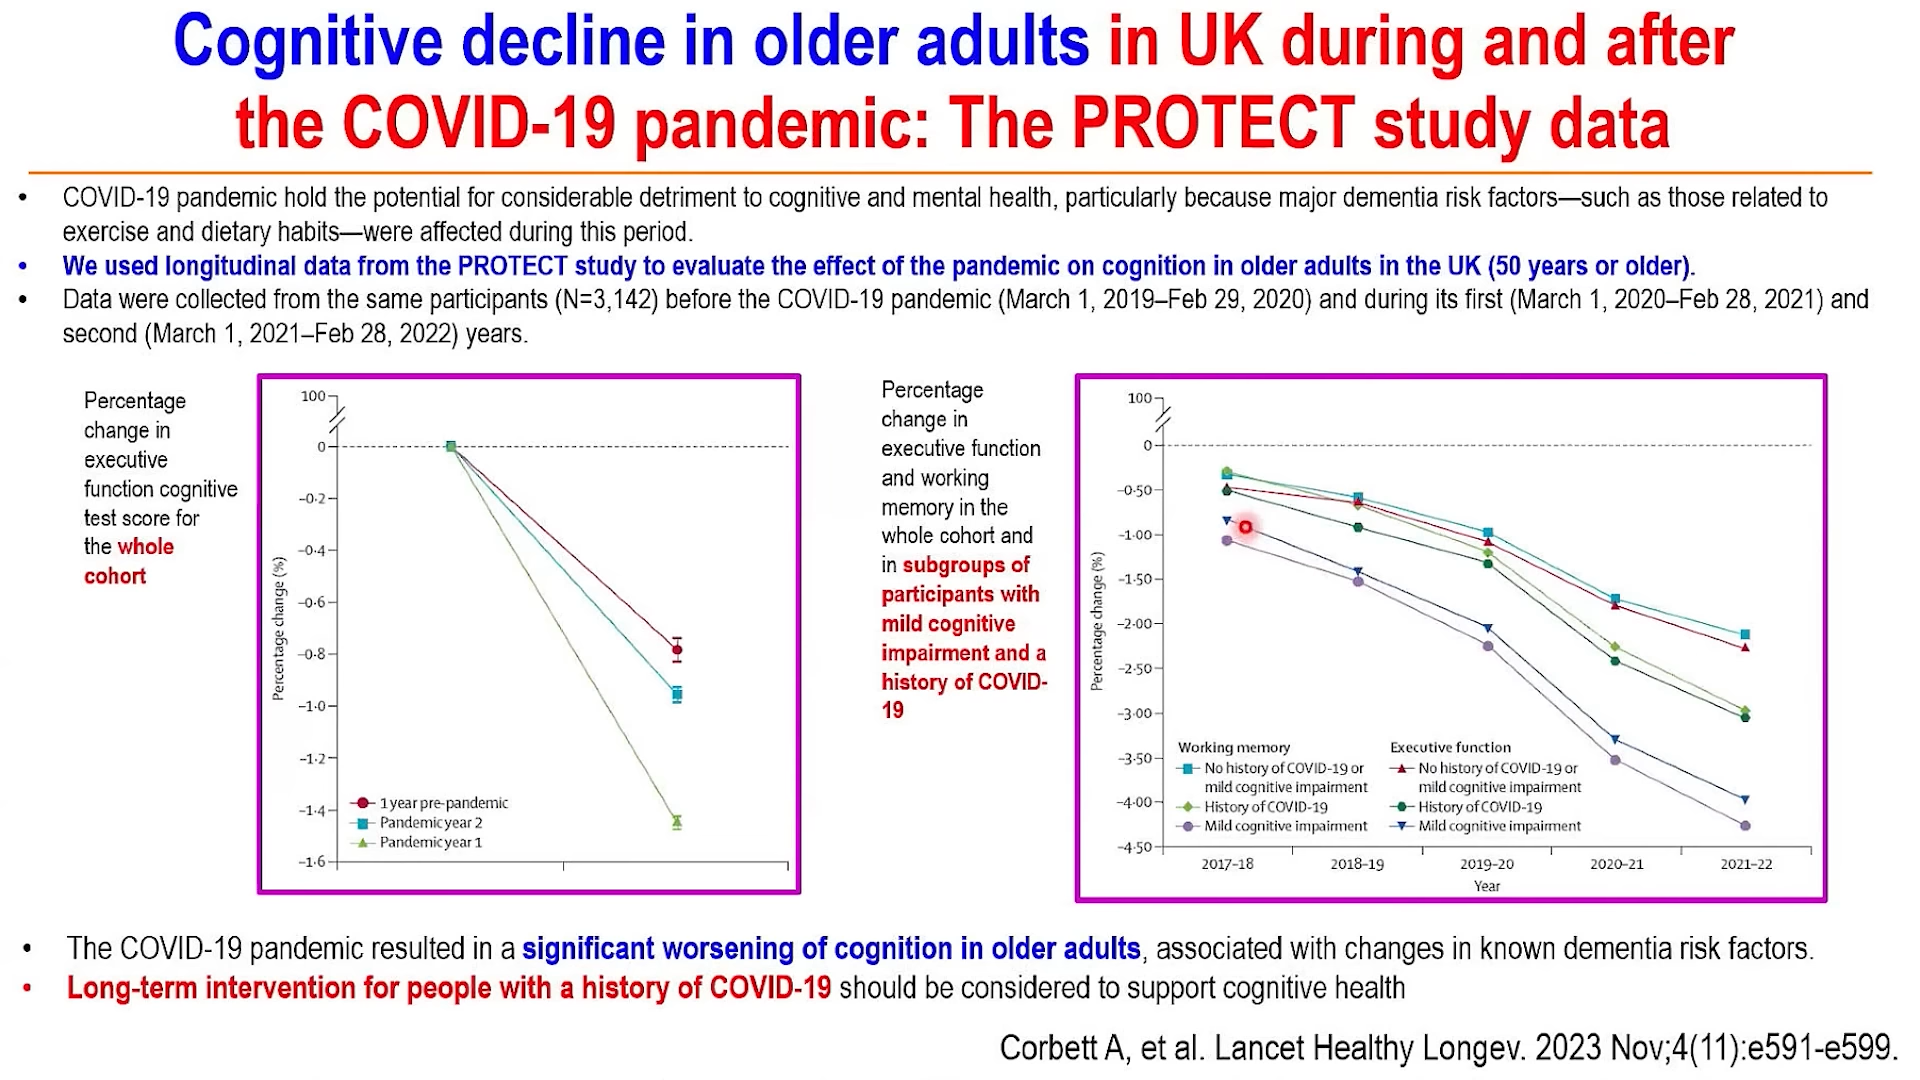 Cognitive decline in older adults in UK during and after
the COVID-19 pandemic: The PROTECT study data
• COVID-19 pandemic hold the potential for considerable detriment to cognitive and mental health, particularly because major dementia risk factors—such as those related to
exercise and dietary habits—were affected during this period.
• We used longitudinal data from the PROTECT study to evaluate the effect of the pandemic on cognition in older adults in the UK (50 years or older).
• Data were collected from the same participants (N=3,142) before the COVID-19 pandemic (March 1, 2019–Feb 29, 2020) and during its first (March 1, 2020–Feb 28, 2021) and
second (March 1, 2021–Feb 28, 2022) years.
Percentage
change in
executive
function cognitive
test score for
the whole
cohort
Percentage change (%)
100
0
–0·2
–0·4
–0·6
–0·8
–1·0
–1·2
–1·4
–1·6
1 year pre-pandemic
Pandemic year 2
Pandemic year 1
Percentage
change in
executive function
and working
memory in the
whole cohort and
in subgroups of
participants with
mild cognitive
impairment and a
history of COVID-
19
Percentage change (%)
100
0
–0·50
–1·00
–1·50
–2·00
–2·50
–3·00
–3·50
–4·00
–4·50
Working memory
No history of COVID-19 or
mild cognitive impairment
History of COVID-19
Mild cognitive impairment
Executive function
No history of COVID-19 or
mild cognitive impairment
History of COVID-19
Mild cognitive impairment
2017–18 2018–19 2019–20 2020–21 2021–22
Year
• The COVID-19 pandemic resulted in a significant worsening of cognition in older adults, associated with changes in known dementia risk factors.
• Long-term intervention for people with a history of COVID-19 should be considered to support cognitive health
Corbett A, et al. Lancet Healthy Longev. 2023 Nov;4(11):e591-e599.